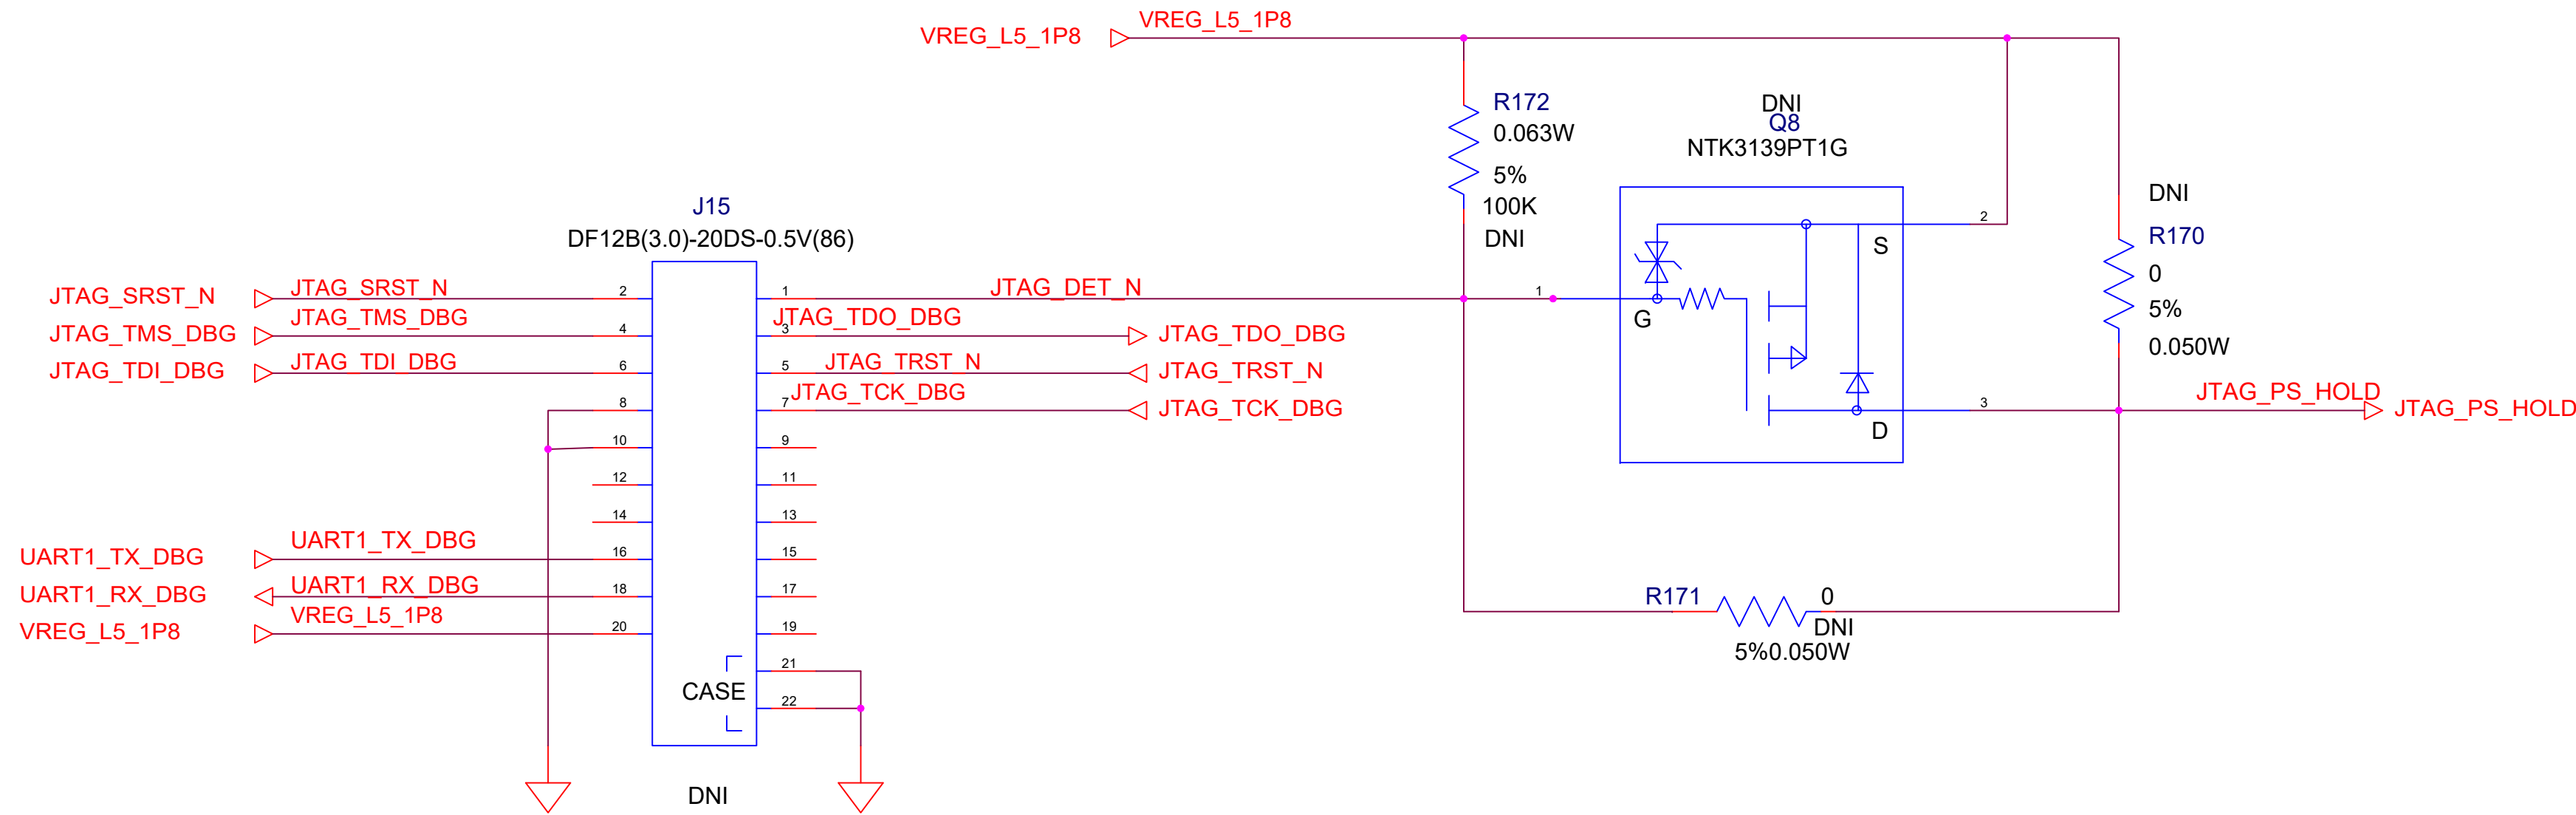 VREG_L5_1P8
VREG_L5_1P8
R172
0.063W
5%
100K
DNI
DNI
Q8
NTK3139PT1G
S
G
D
2
1
3
DNI
R170
0
5%
0.050W
JTAG_PS_HOLD
JTAG_PS_HOLD
R171
0
DNI
5%0.050W
J15
DF12B(3.0)-20DS-0.5V(86)
JTAG_SRST_N
JTAG_SRST_N
2
1
JTAG_DET_N
JTAG_TMS_DBG
JTAG_TMS_DBG
4
3
JTAG_TDO_DBG
JTAG_TDO_DBG
JTAG_TDI_DBG
JTAG_TDI_DBG
6
5
JTAG_TRST_N
JTAG_TRST_N
8
7
JTAG_TCK_DBG
JTAG_TCK_DBG
10
9
12
11
14
13
UART1_TX_DBG
UART1_TX_DBG
16
15
UART1_RX_DBG
UART1_RX_DBG
18
17
VREG_L5_1P8
VREG_L5_1P8
20
19
21
CASE
22
DNI